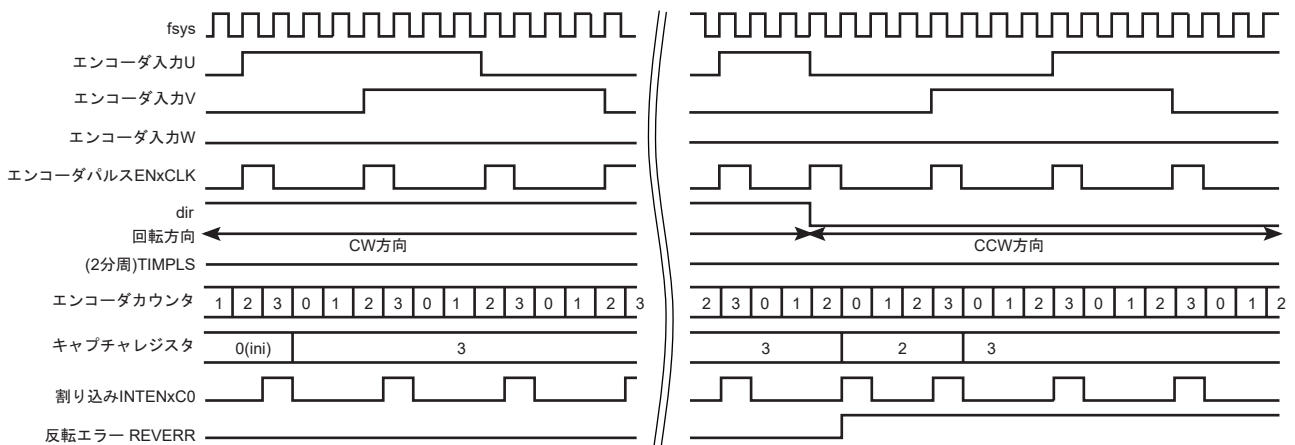 fsys
エンコーダ入力U
エンコーダ入力V
エンコーダ入力W
エンコーダパルスENxCLK
dir
回転方向 CW方向 CCW方向
(2分周)TIMPLS
エンコーダカウンタ 1 2 3 0 1 2 3 0 1 2 3 0 1 2 3 2 3 0 1 2 0 1 2 3 0 1 2 3 0 1 2 3 0 1 2
キャプチャレジスタ 0(ini) 3 3 2 3
割り込みINTENxC0
反転エラー REVERR